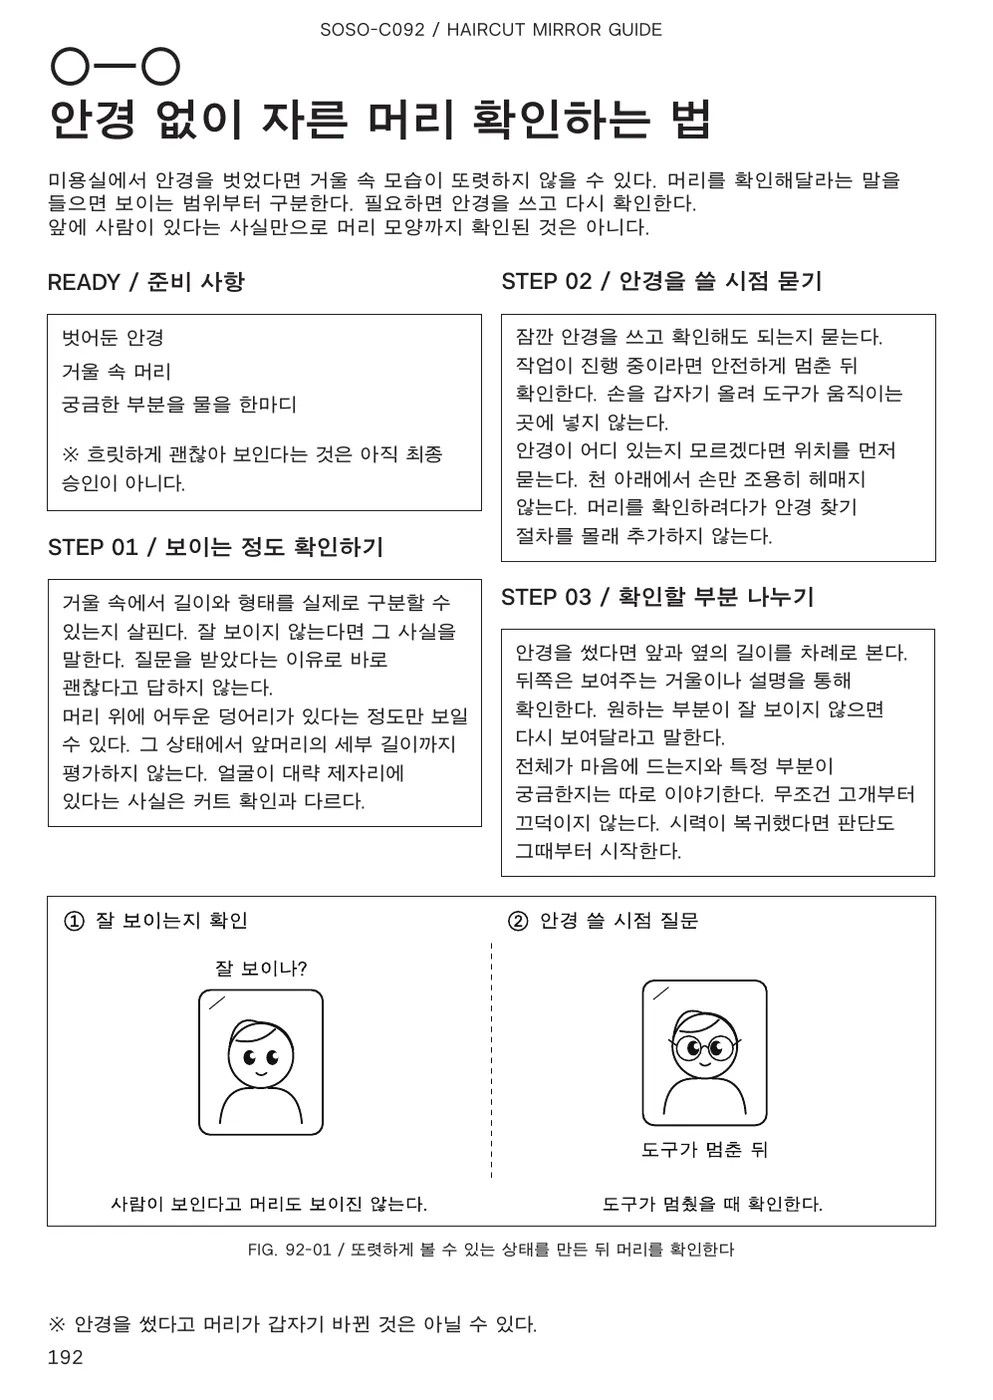 SOSO-C092 / HAIRCUT MIRROR GUIDE
안경 없이 자른 머리 확인하는 법
미용실에서 안경을 벗었다면 거울 속 모습이 또렷하지 않을 수 있다. 머리를 확인해달라는 말을
들으면 보이는 범위부터 구분한다. 필요하면 안경을 쓰고 다시 확인한다.
앞에 사람이 있다는 사실만으로 머리 모양까지 확인된 것은 아니다.
READY / 준비 사항
벗어둔 안경
거울 속 머리
궁금한 부분을 물을 한마디
※ 흐릿하게 괜찮아 보인다는 것은 아직 최종
승인이 아니다.
STEP 01 / 보이는 정도 확인하기
거울 속에서 길이와 형태를 실제로 구분할 수
있는지 살핀다. 잘 보이지 않는다면 그 사실을
말한다. 질문을 받았다는 이유로 바로
괜찮다고 답하지 않는다.
머리 위에 어두운 덩어리가 있다는 정도만 보일
수 있다. 그 상태에서 앞머리의 세부 길이까지
평가하지 않는다. 얼굴이 대략 제자리에
있다는 사실은 커트 확인과 다르다.
STEP 02 / 안경을 쓸 시점 묻기
잠깐 안경을 쓰고 확인해도 되는지 묻는다.
작업이 진행 중이라면 안전하게 멈춘 뒤
확인한다. 손을 갑자기 올려 도구가 움직이는
곳에 넣지 않는다.
안경이 어디 있는지 모르겠다면 위치를 먼저
묻는다. 천 아래에서 손만 조용히 헤매지
않는다. 머리를 확인하려다가 안경 찾기
절차를 몰래 추가하지 않는다.
STEP 03 / 확인할 부분 나누기
안경을 썼다면 앞과 옆의 길이를 차례로 본다.
뒤쪽은 보여주는 거울이나 설명을 통해
확인한다. 원하는 부분이 잘 보이지 않으면
다시 보여달라고 말한다.
전체가 마음에 드는지와 특정 부분이
궁금한지는 따로 이야기한다. 무조건 고개부터
끄덕이지 않는다. 시력이 복귀했다면 판단도
그때부터 시작한다.
① 잘 보이는지 확인
잘 보이나?
사람이 보인다고 머리도 보이진 않는다.
② 안경 쓸 시점 질문
도구가 멈춘 뒤
도구가 멈췄을 때 확인한다.
FIG. 92-01 / 또렷하게 볼 수 있는 상태를 만든 뒤 머리를 확인한다
※ 안경을 썼다고 머리가 갑자기 바뀐 것은 아닐 수 있다.
192